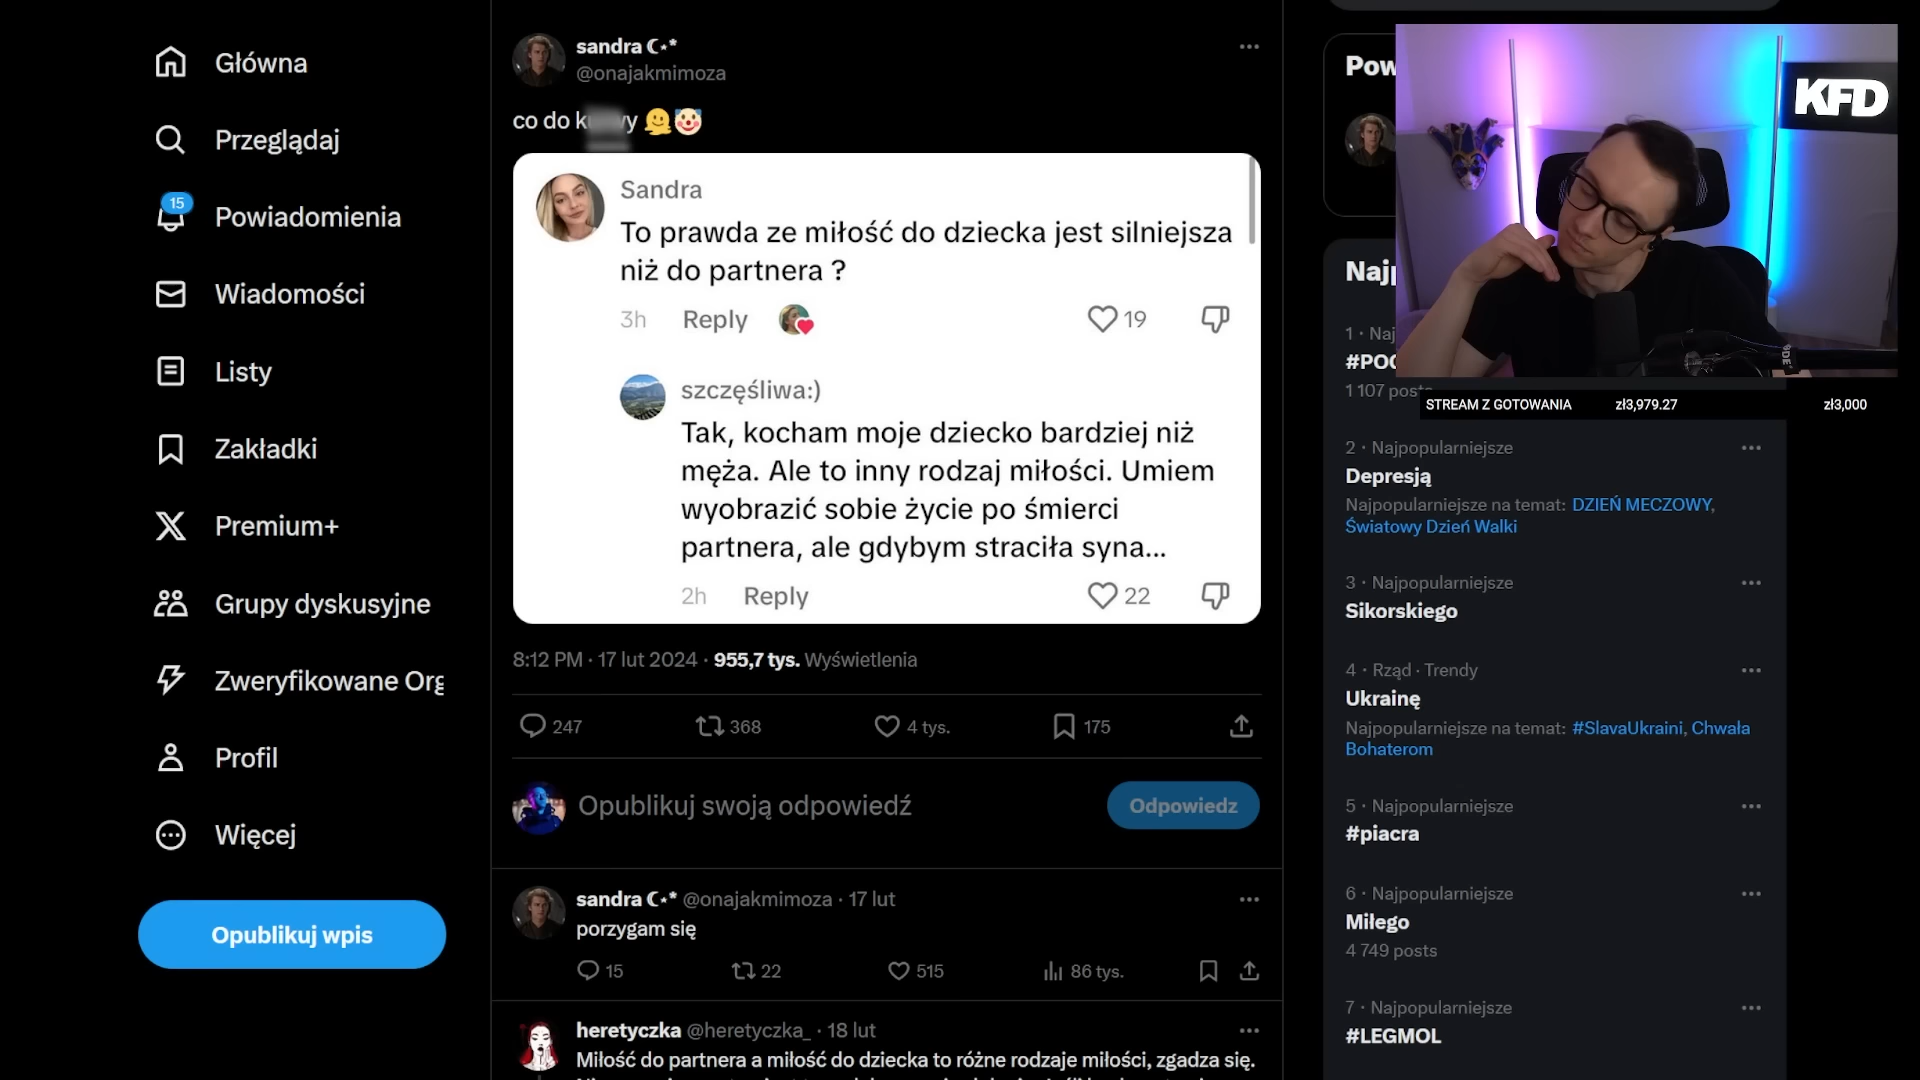 Główna
Przeglądaj
15
Powiadomienia
Wiadomości
Listy
Zakładki
Premium+
Grupy dyskusyjne
Zweryfikowane Org
Profil
Więcej
Opublikuj wpis
sandra ☾⋆*
@onajakmimoza
co do k wy 🫠🤡
Sandra
To prawda ze miłość do dziecka jest silniejsza
niż do partnera ?
3h Reply 19
szczęśliwa:)
Tak, kocham moje dziecko bardziej niż
męża. Ale to inny rodzaj miłości. Umiem
wyobrazić sobie życie po śmierci
partnera, ale gdybym straciła syna...
2h Reply 22
8:12 PM · 17 lut 2024 · 955,7 tys. Wyświetlenia
247 368 4 tys. 175
Opublikuj swoją odpowiedź
Odpowiedz
sandra ☾⋆* @onajakmimoza · 17 lut
porzygam się
15 22 515 86 tys.
heretyczka @heretyczka_ · 18 lut
Miłość do partnera a miłość do dziecka to różne rodzaje miłości, zgadza się.
Pow
KFD
Najp
1 · Naj
#POG
1 107 posts
STREAM Z GOTOWANIA zł3,979.27 zł3,000
2 · Najpopularniejsze
Depresją
Najpopularniejsze na temat: DZIEŃ MECZOWY,
Światowy Dzień Walki
3 · Najpopularniejsze
Sikorskiego
4 · Rząd · Trendy
Ukrainę
Najpopularniejsze na temat: #SlavaUkraini, Chwała
Bohaterom
5 · Najpopularniejsze
#piacra
6 · Najpopularniejsze
Miłego
4 749 posts
7 · Najpopularniejsze
#LEGMOL